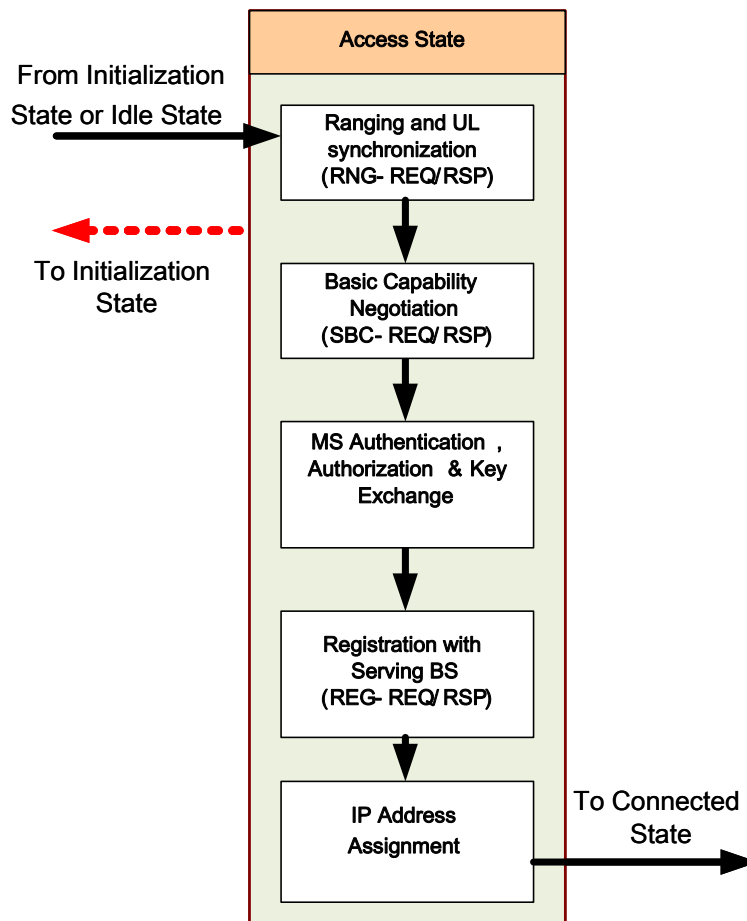 Access State
From Initialization
State or Idle State
Ranging and UL
synchronization
(RNG- REQ/RSP)
To Initialization
State
Basic Capability
Negotiation
(SBC- REQ/RSP)
MS Authentication ,
Authorization & Key
Exchange
Registration with
Serving BS
(REG- REQ/RSP)
IP Address
Assignment
To Connected
State